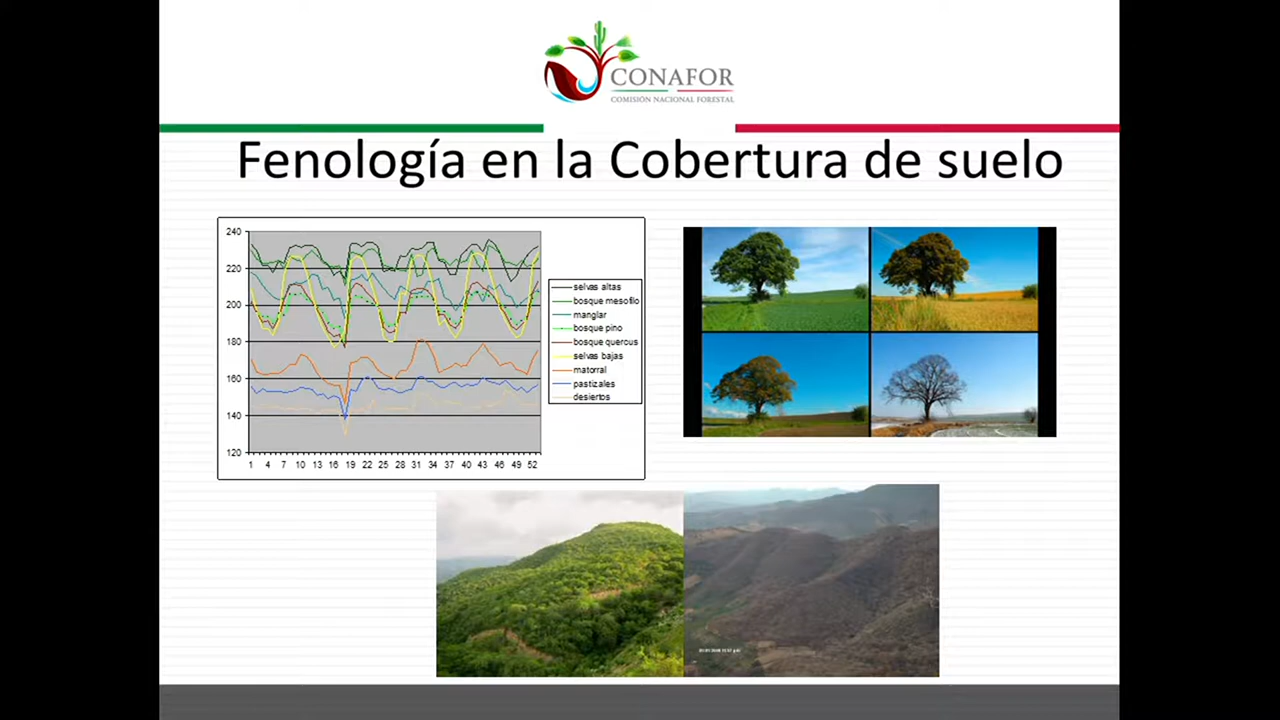 CONAFOR
COMISIÓN NACIONAL FORESTAL
Fenología en la Cobertura de suelo
240
220
200
180
160
140
120
1 4 7 10 13 16 19 22 25 28 31 34 37 40 43 46 49 52
selvas altas
bosque mesofilo
manglar
bosque pino
bosque quercus
selvas bajas
matorral
pastizales
desiertos